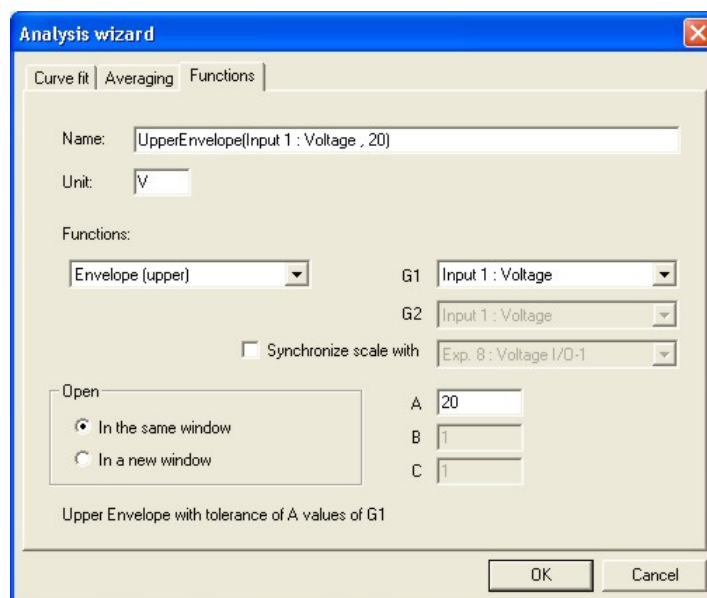 Analysis wizard
Curve fit Averaging Functions
Name: UpperEnvelope(Input 1 : Voltage , 20)
Unit: V
Functions:
Envelope (upper) G1 Input 1 : Voltage
G2 Input 1 : Voltage
Synchronize scale with Exp. 8 : Voltage I/O-1
Open
A 20
In the same window
B 1
In a new window
C 1
Upper Envelope with tolerance of A values of G1
OK Cancel